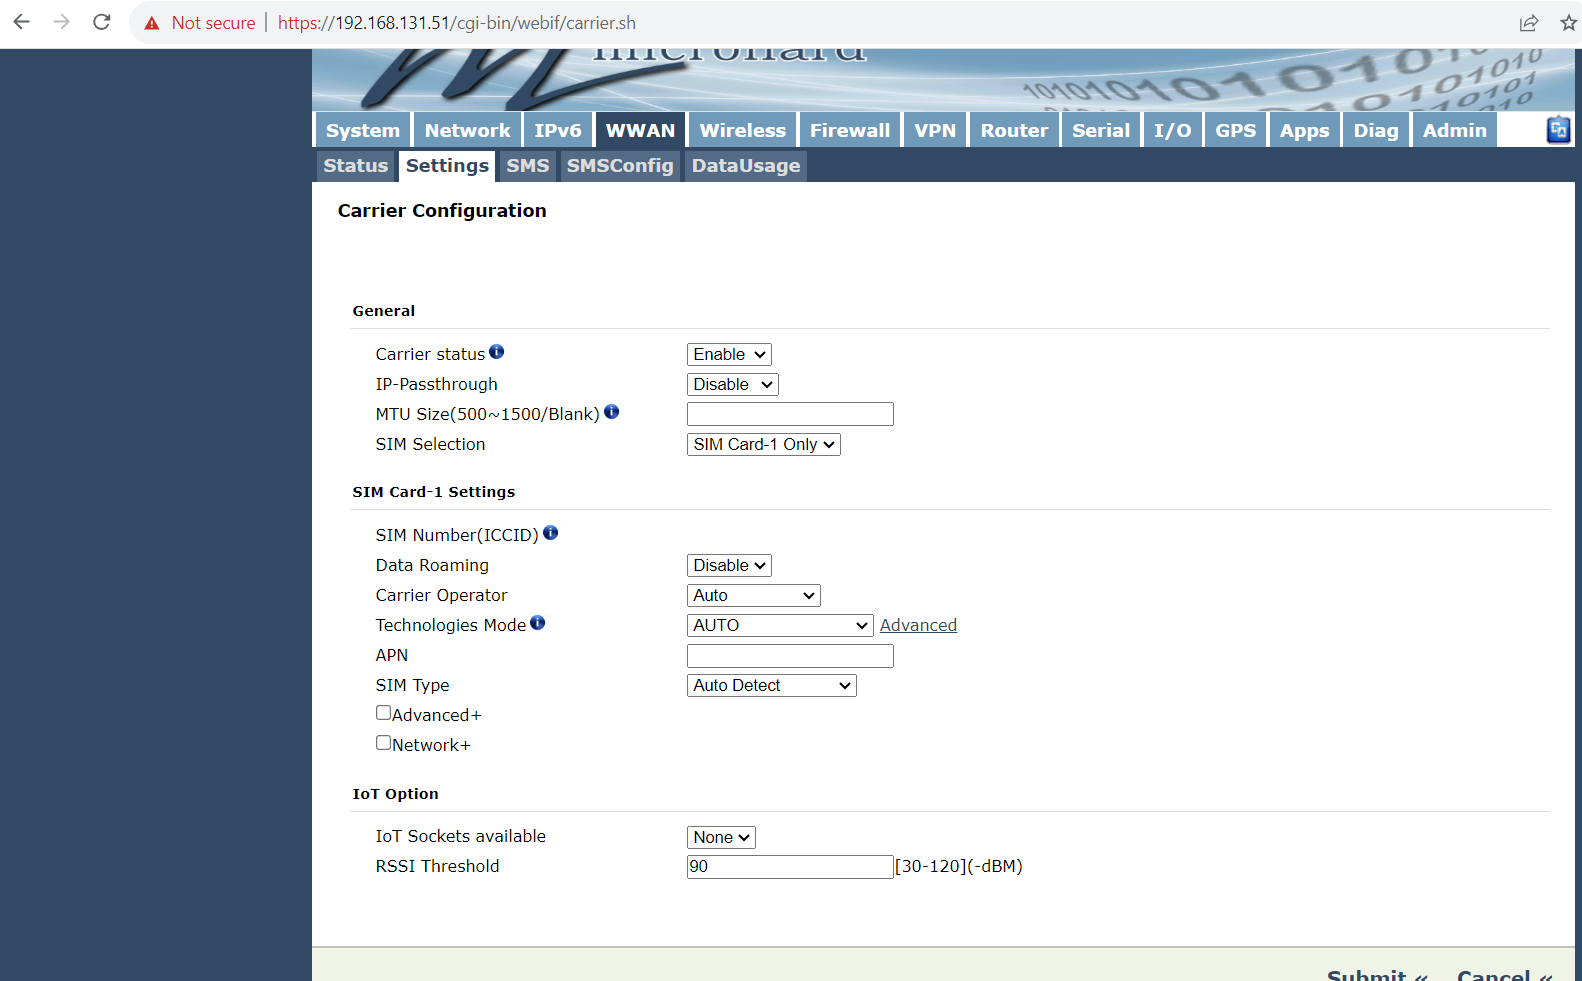 Not secure | https://192.168.131.51/cgi-bin/webif/carrier.sh
microhard
1010101010101010
01010101010
System Network IPv6 WWAN Wireless Firewall VPN Router Serial I/O GPS Apps Diag Admin
Status Settings SMS SMSConfig DataUsage
Carrier Configuration
General
Carrier status Enable
IP-Passthrough Disable
MTU Size(500~1500/Blank)
SIM Selection SIM Card-1 Only
SIM Card-1 Settings
SIM Number(ICCID)
Data Roaming Disable
Carrier Operator Auto
Technologies Mode AUTO Advanced
APN
SIM Type Auto Detect
Advanced+
Network+
IoT Option
IoT Sockets available None
RSSI Threshold 90 [30-120](-dBM)
Submit « Cancel «